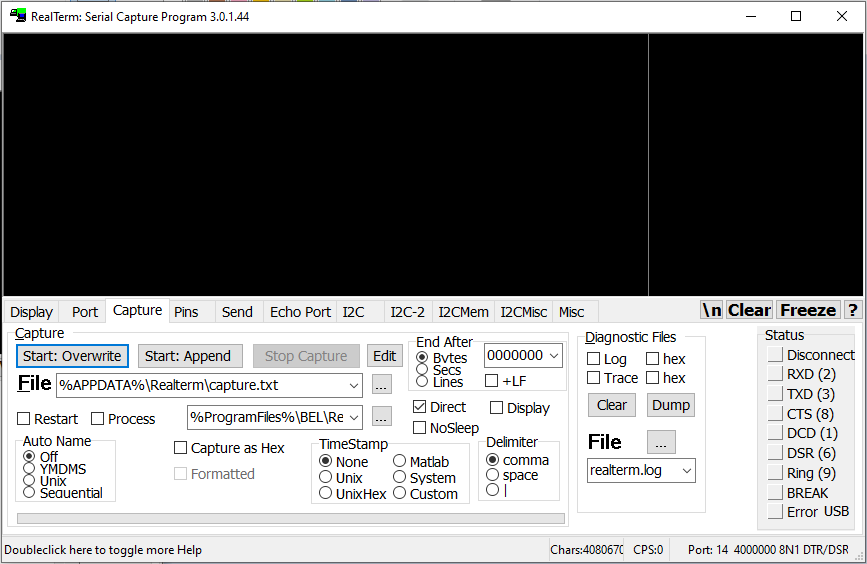 RealTerm: Serial Capture Program 3.0.1.44
Display Port Capture Pins Send Echo Port I2C I2C-2 I2CMem I2CMisc Misc \n Clear Freeze ?
Capture
Start: Overwrite Start: Append Stop Capture Edit
File %APPDATA%\Realterm\capture.txt ...
Restart Process %ProgramFiles%\BEL\Re ...
Auto Name
Off
YMDMS
Unix
Sequential
Capture as Hex
Formatted
TimeStamp
None Matlab
Unix System
UnixHex Custom
End After
Bytes 0000000
Secs
Lines +LF
Direct Display
NoSleep
Delimiter
comma
space
|
Diagnostic Files
Log hex
Trace hex
Clear Dump
File ...
realterm.log
Status
Disconnect
RXD (2)
TXD (3)
CTS (8)
DCD (1)
DSR (6)
Ring (9)
BREAK
Error USB
Doubleclick here to toggle more Help Chars:4080670 CPS:0 Port: 14 4000000 8N1 DTR/DSR